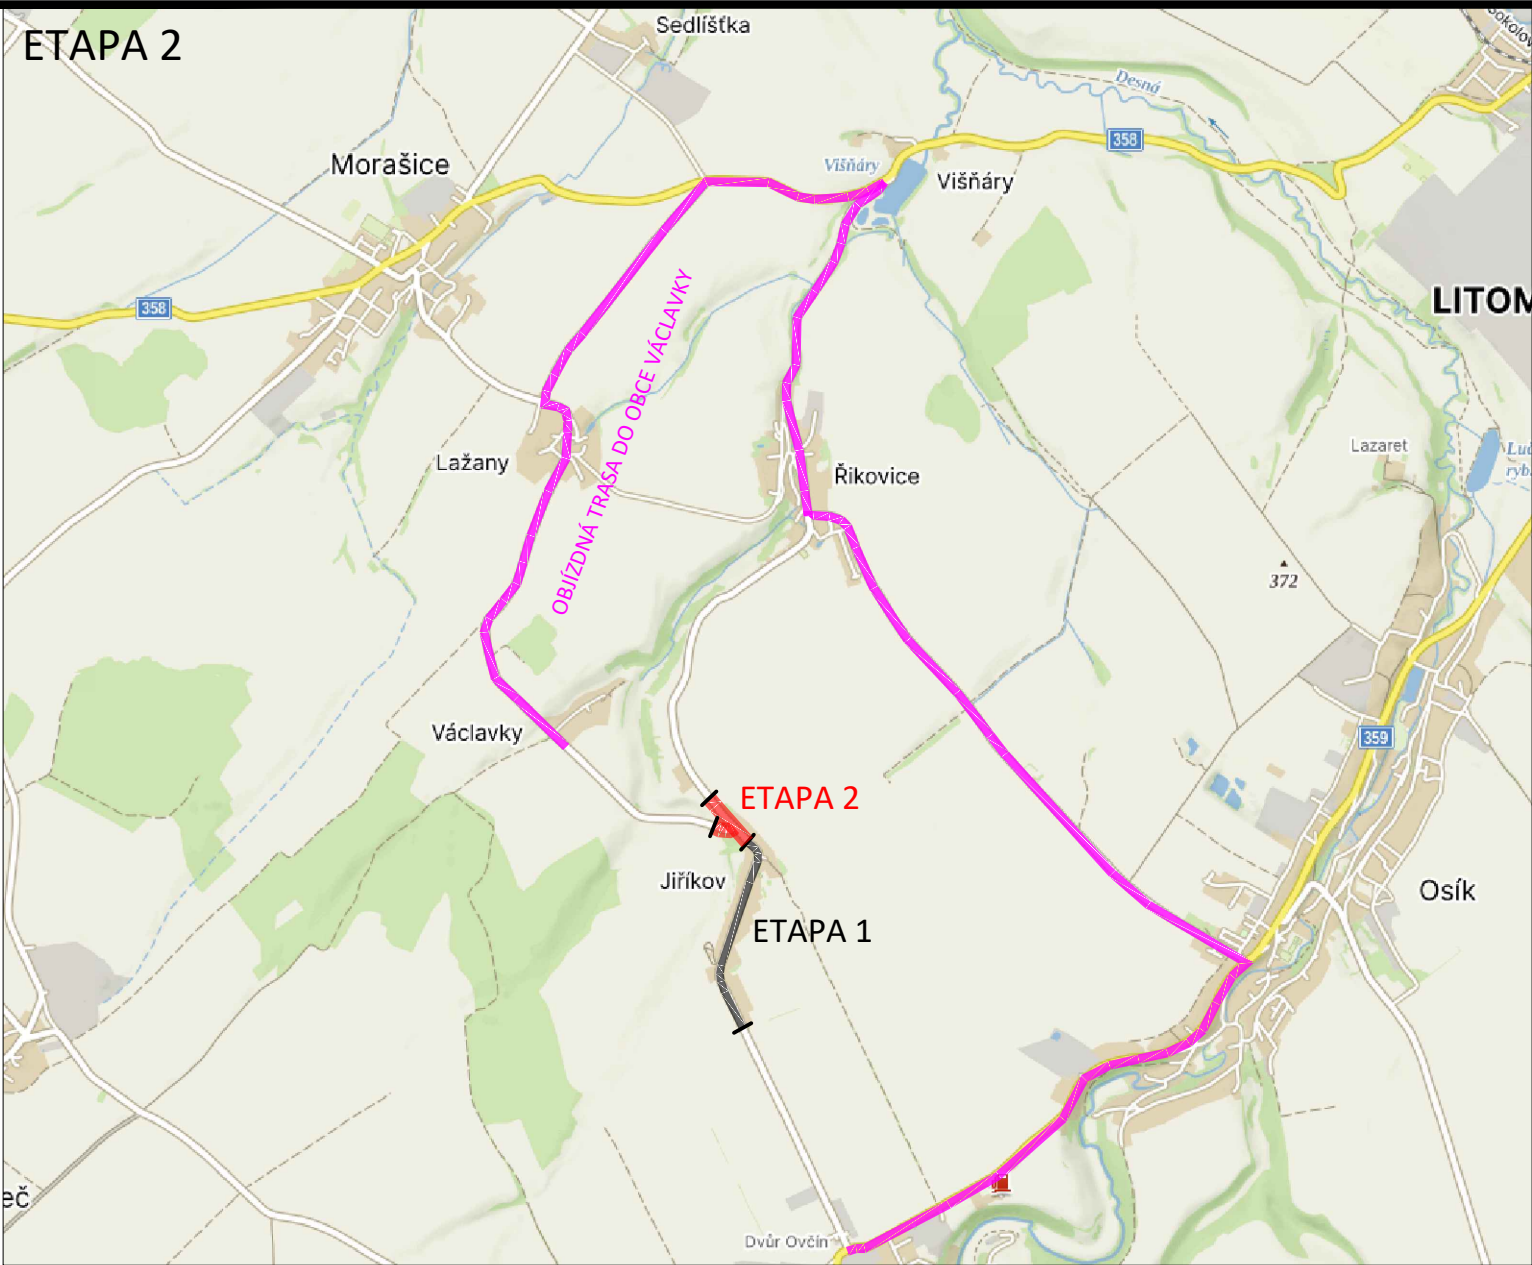 ETAPA 2
Sedlíšťka
Desná
Morašice
358
Višňáry
Višňáry
358
LITOM
OBJÍZDNÁ TRASA DO OBCE VÁCLAVKY
Lažany
Řikovice
Lazaret
372
Václavky
359
ETAPA 2
Jiříkov
Osík
ETAPA 1
eč
Dvůr Ovčín